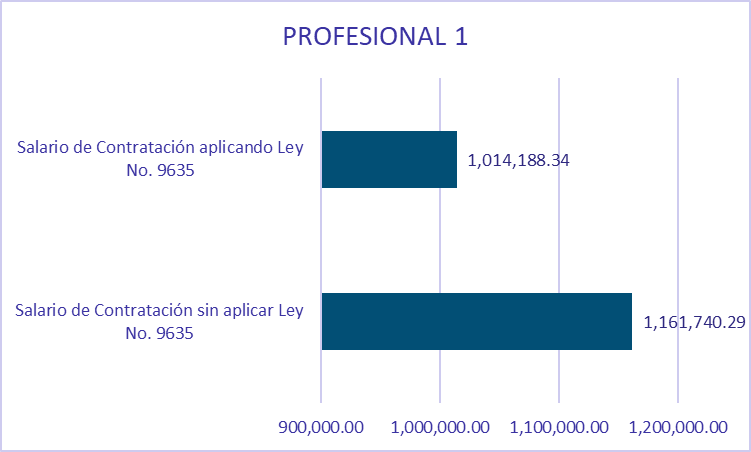 PROFESIONAL 1
Salario de Contratación aplicando Ley
No. 9635
1,014,188.34
Salario de Contratación sin aplicar Ley
No. 9635
1,161,740.29
900,000.00 1,000,000.00 1,100,000.00 1,200,000.00